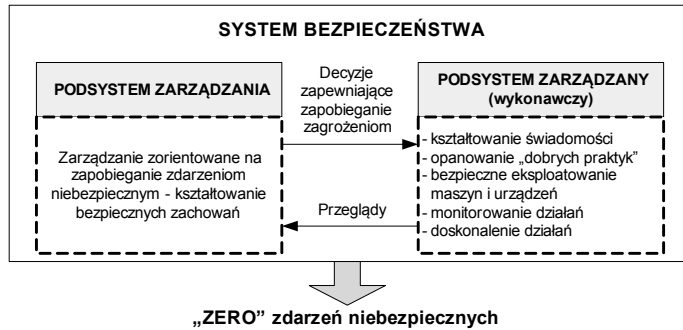 SYSTEM BEZPIECZEŃSTWA
PODSYSTEM ZARZĄDZANIA
Zarządzanie zorientowane na
zapobieganie zdarzeniom
niebezpiecznym - kształtowanie
bezpiecznych zachowań
Decyzje
zapewniające
zapobieganie
zagrożeniom
Przeglądy
PODSYSTEM ZARZĄDZANY
(wykonawczy)
- kształtowanie świadomości
- opanowanie „dobrych praktyk”
- bezpieczne eksploatowanie
maszyn i urządzeń
- monitorowanie działań
- doskonalenie działań
„ZERO” zdarzeń niebezpiecznych